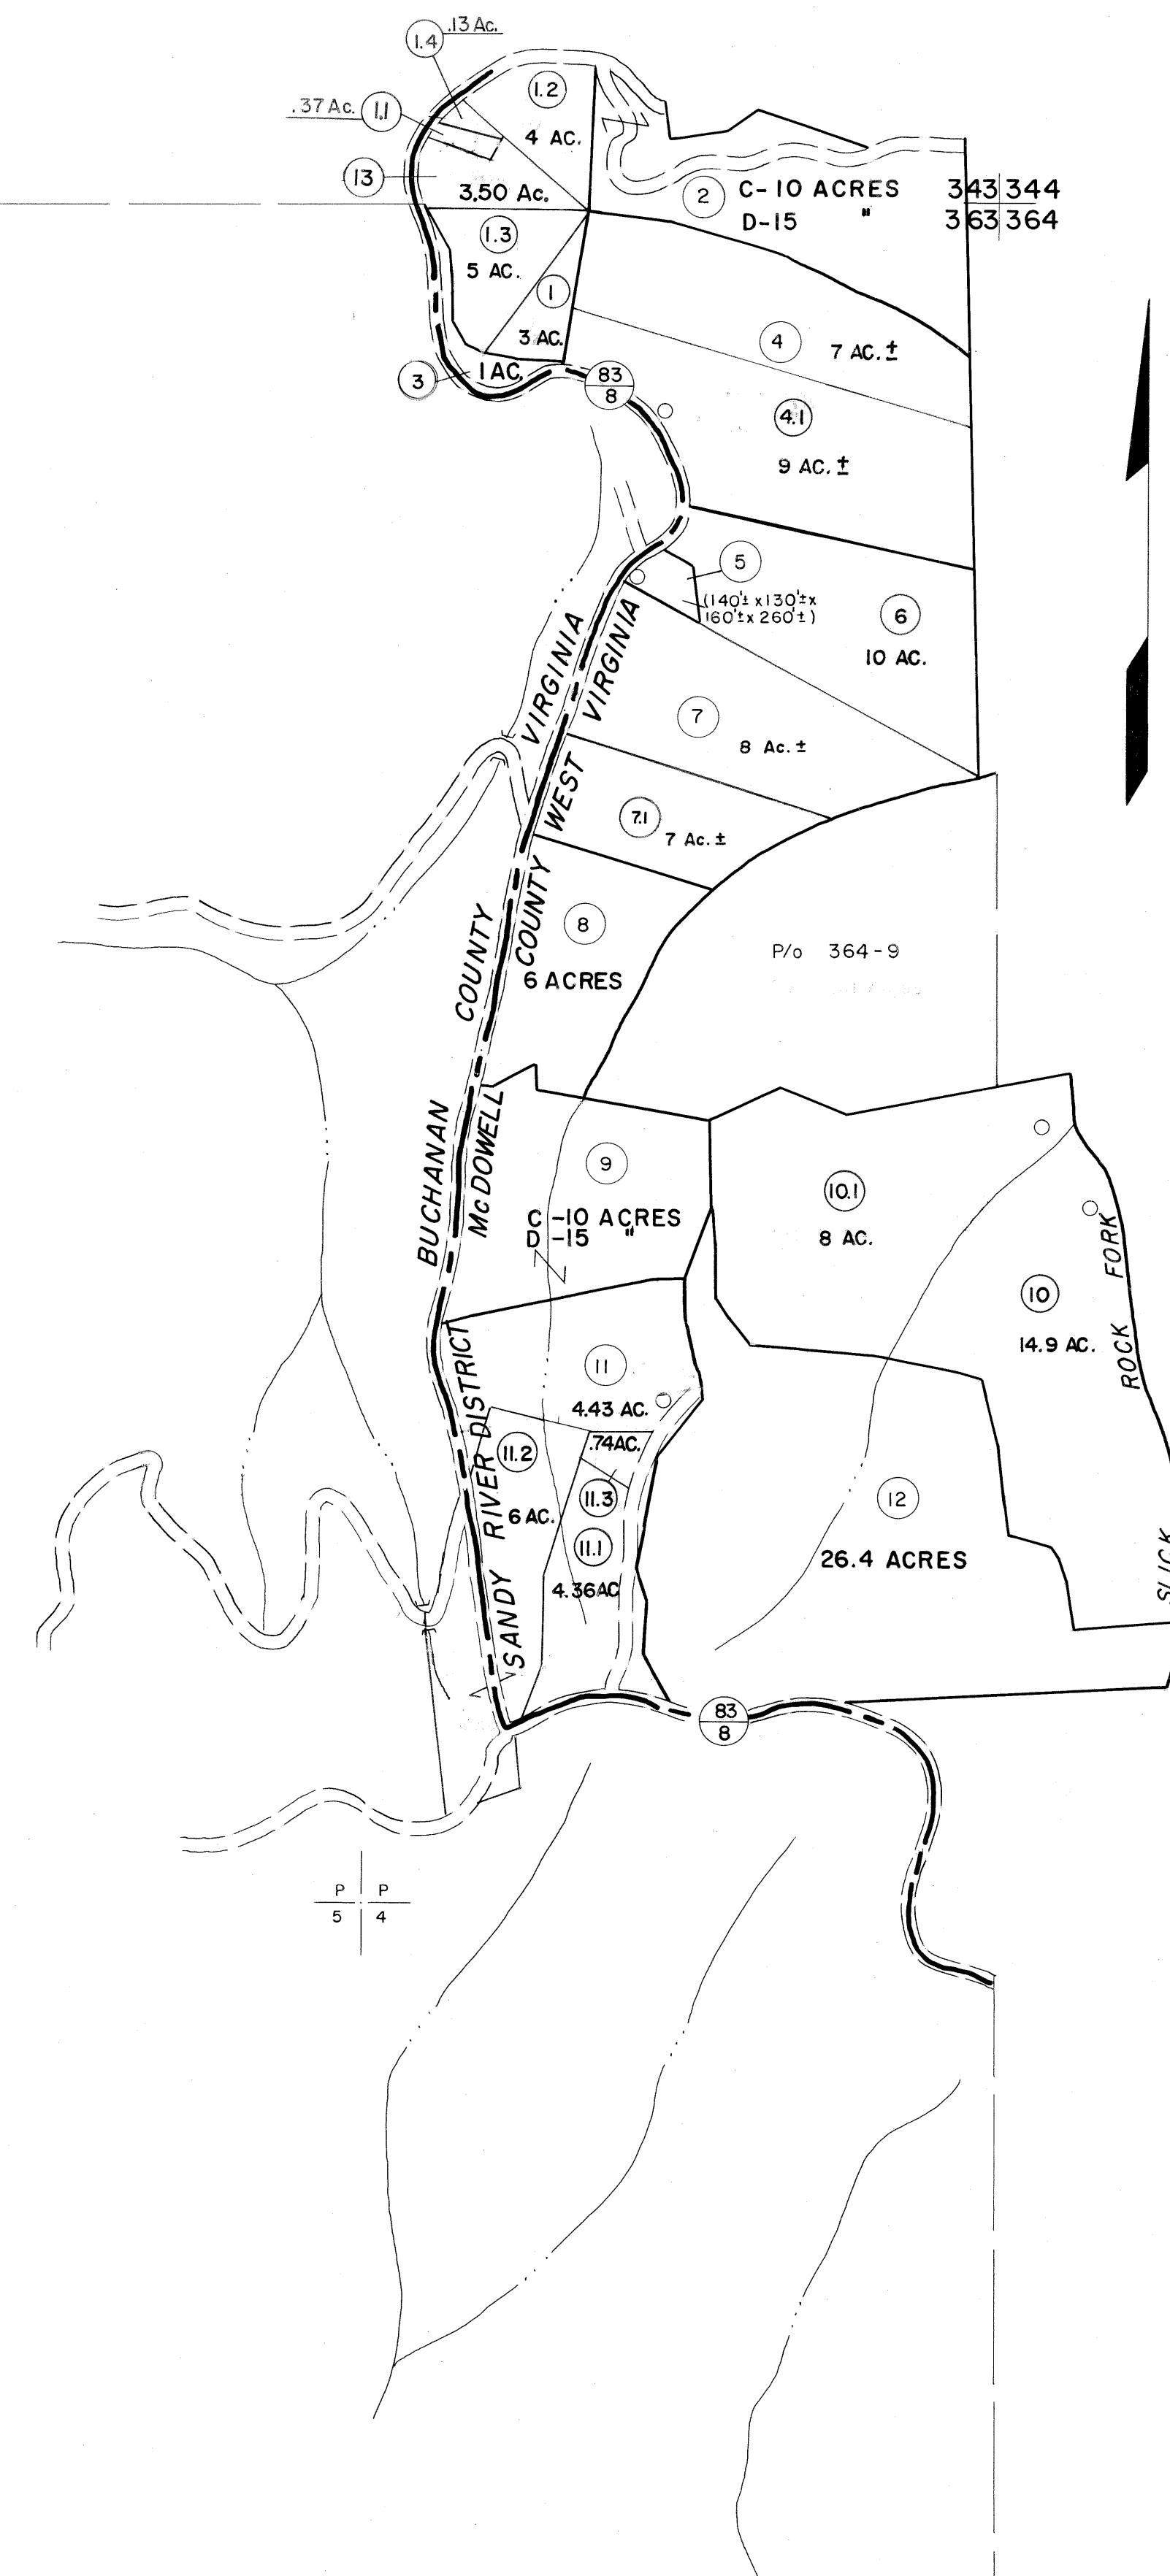 1.4 .13 Ac.
.37 Ac. 1.1
1.2
4 AC.
13
3.50 Ac.
2 C-10 ACRES
D-15 "
343 344
363 364
1.3
5 AC.
1
3 AC.
3 1 AC.
83
8
4 7 AC. ±
4.1
9 AC. ±
5
(140'± x 130'± x
160'± x 260'±)
6
10 AC.
7
8 Ac. ±
7.1 7 Ac. ±
8
6 ACRES
P/o 364-9
BUCHANAN COUNTY VIRGINIA
McDOWELL COUNTY WEST VIRGINIA
9
C -10 ACRES
D -15 "
10.1
8 AC.
10
14.9 AC.
ROCK FORK
SLICK
SANDY RIVER DISTRICT
11
4.43 AC.
.74 AC.
11.2
6 AC.
11.3
11.1
4.36 AC
12
26.4 ACRES
83
8
P P
5 4